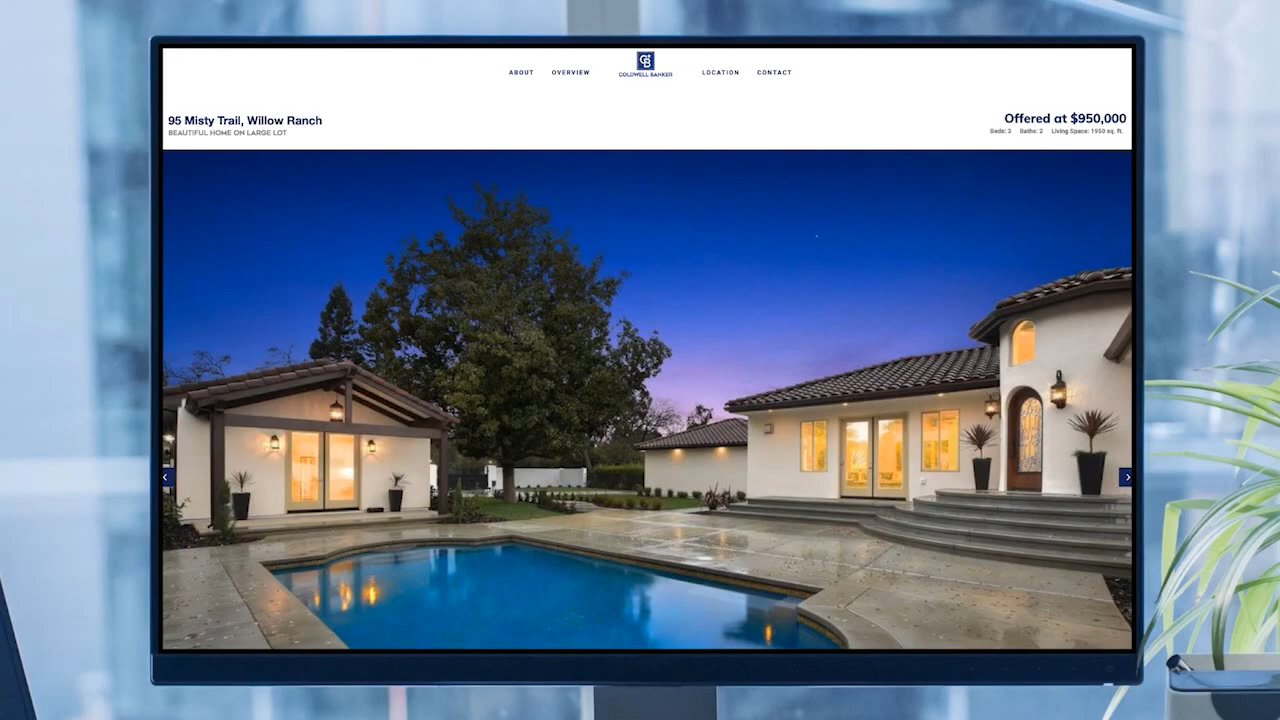 ABOUT OVERVIEW
CB
COLDWELL BANKER
LOCATION CONTACT
95 Misty Trail, Willow Ranch
BEAUTIFUL HOME ON LARGE LOT
Offered at $950,000
Beds: 3 Baths: 2 Living Space: 1950 sq. ft.